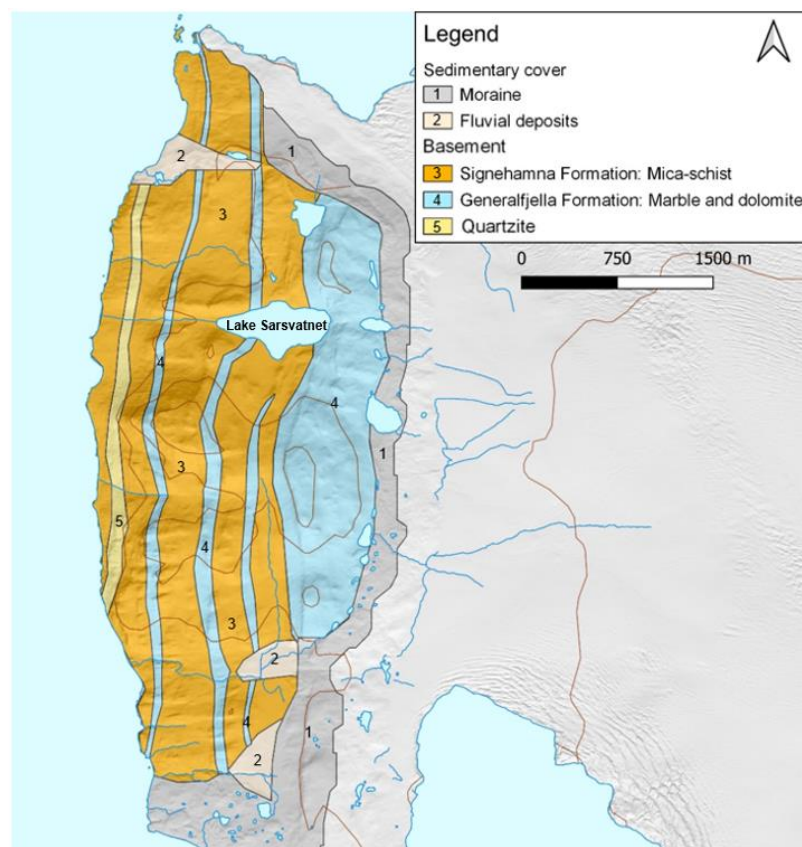 Legend
Sedimentary cover
1 Moraine
2 Fluvial deposits
Basement
3 Signehamna Formation: Mica-schist
4 Generalfjella Formation: Marble and dolomite
5 Quartzite
0 750 1500 m
2
1
3
Lake Sarsvatnet
4
4
1
3
5
4
3
2
4
1
2